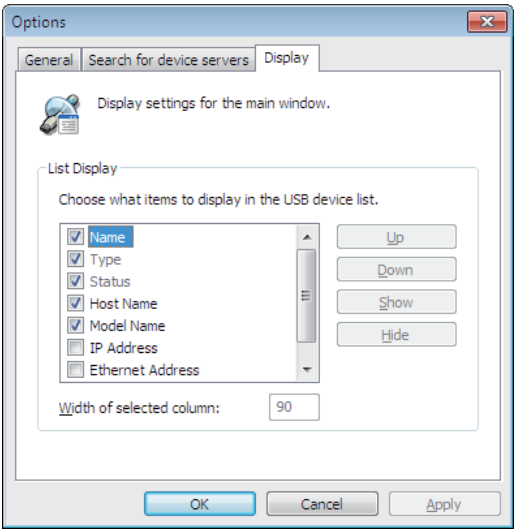 Options
General Search for device servers Display
Display settings for the main window.
List Display
Choose what items to display in the USB device list.
Name
Up
Type
Down
Status
Host Name
Show
Model Name
Hide
IP Address
Ethernet Address
Width of selected column: 90
OK Cancel Apply